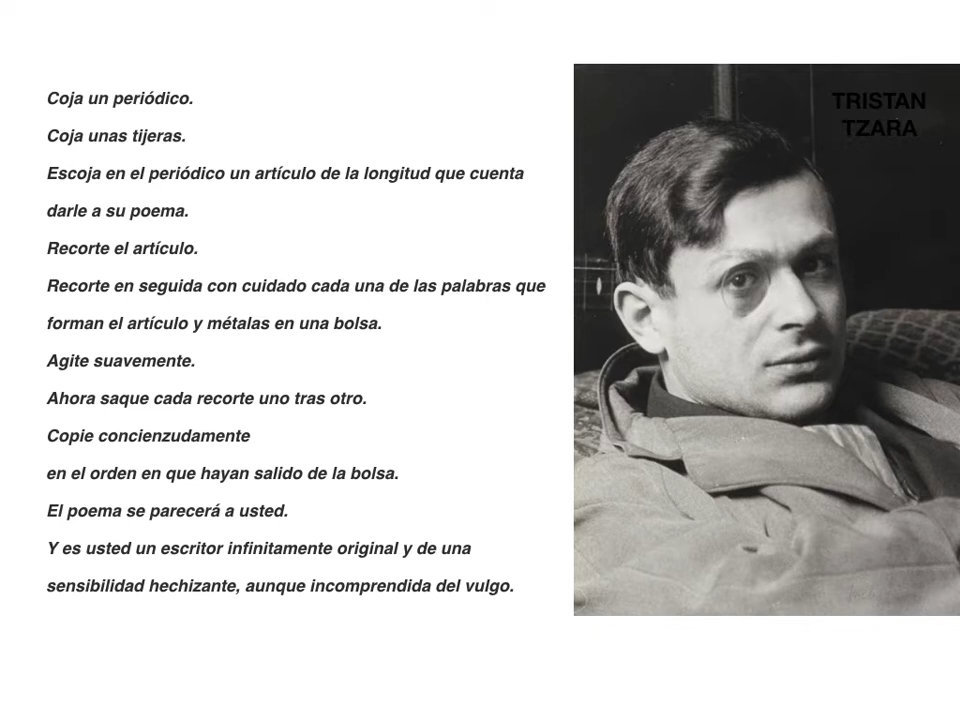 Coja un periódico.
Coja unas tijeras.
Escoja en el periódico un artículo de la longitud que cuenta
darle a su poema.
Recorte el artículo.
Recorte en seguida con cuidado cada una de las palabras que
forman el artículo y métalas en una bolsa.
Agite suavemente.
Ahora saque cada recorte uno tras otro.
Copie concienzudamente
en el orden en que hayan salido de la bolsa.
El poema se parecerá a usted.
Y es usted un escritor infinitamente original y de una
sensibilidad hechizante, aunque incomprendida del vulgo.
TRISTAN
TZARA